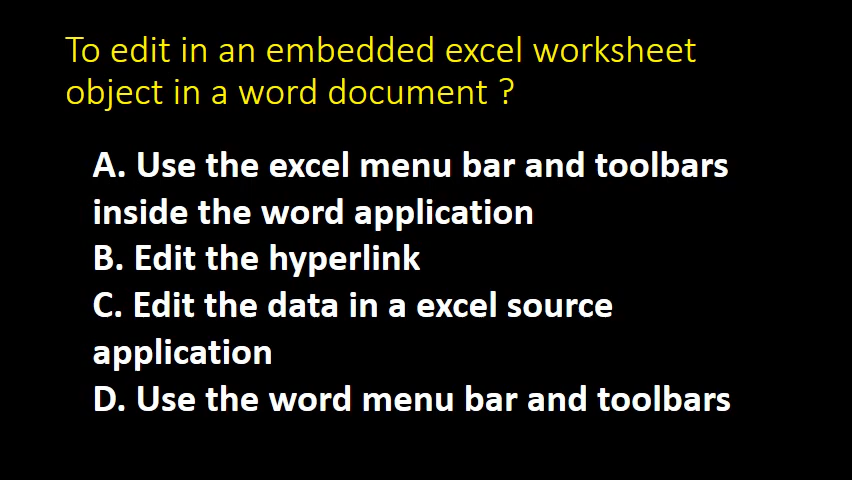 To edit in an embedded excel worksheet
object in a word document ?
A. Use the excel menu bar and toolbars
inside the word application
B. Edit the hyperlink
C. Edit the data in a excel source
application
D. Use the word menu bar and toolbars